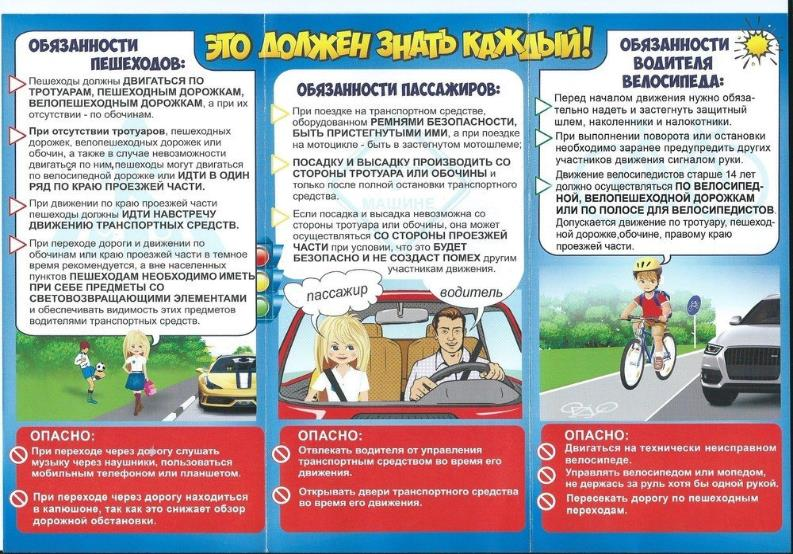 ЭТО ДОЛЖЕН ЗНАТЬ КАЖДЫЙ!
ОБЯЗАННОСТИ
ПЕШЕХОДОВ:
Пешеходы должны ДВИГАТЬСЯ ПО
ТРОТУАРАМ, ПЕШЕХОДНЫМ ДОРОЖКАМ,
ВЕЛОПЕШЕХОДНЫМ ДОРОЖКАМ, а при их
отсутствии - по обочинам.
При отсутствии тротуаров, пешеходных
дорожек, велопешеходных дорожек или
обочин, а также в случае невозможности
двигаться по ним,пешеходы могут двигаться
по велосипедной дорожке или ИДТИ В ОДИН
РЯД ПО КРАЮ ПРОЕЗЖЕЙ ЧАСТИ.
При движении по краю проезжей части
пешеходы должны ИДТИ НАВСТРЕЧУ
ДВИЖЕНИЮ ТРАНСПОРТНЫХ СРЕДСТВ.
При переходе дороги и движении по
обочинам или краю проезжей части в темное
время рекомендуется, а вне населенных
пунктов ПЕШЕХОДАМ НЕОБХОДИМО ИМЕТЬ
ПРИ СЕБЕ ПРЕДМЕТЫ СО
СВЕТОВОЗВРАЩАЮЩИМИ ЭЛЕМЕНТАМИ
и обеспечивать видимость этих предметов
водителями транспортных средств.
ОПАСНО:
При переходе через дорогу слушать
музыку через наушники, пользоваться
мобильным телефоном или планшетом.
При переходе через дорогу находиться
в капюшоне, так как это снижает обзор
дорожной обстановки.
ОБЯЗАННОСТИ ПАССАЖИРОВ:
При поездке на транспортном средстве,
оборудованном РЕМНЯМИ БЕЗОПАСНОСТИ,
БЫТЬ ПРИСТЕГНУТЫМИ ИМИ, а при поездке
на мотоцикле - быть в застегнутом мотошлеме;
ПОСАДКУ И ВЫСАДКУ ПРОИЗВОДИТЬ СО
СТОРОНЫ ТРОТУАРА ИЛИ ОБОЧИНЫ и
только после полной остановки транспортного
средства.
Если посадка и высадка невозможна со
стороны тротуара или обочины, она может
осуществляться СО СТОРОНЫ ПРОЕЗЖЕЙ
ЧАСТИ при условии, что это БУДЕТ
БЕЗОПАСНО И НЕ СОЗДАСТ ПОМЕХ другим
участникам движения.
пассажир
водитель
ОПАСНО:
Отвлекать водителя от управления
транспортным средством во время его
движения.
Открывать двери транспортного средства
во время его движения.
ОБЯЗАННОСТИ
ВОДИТЕЛЯ
ВЕЛОСИПЕДА:
Перед началом движения нужно обяза-
тельно надеть и застегнуть защитный
шлем, наколенники и налокотники.
При выполнении поворота или остановки
необходимо заранее предупредить других
участников движения сигналом руки.
Движение велосипедистов старше 14 лет
должно осуществляться ПО ВЕЛОСИПЕД-
НОЙ, ВЕЛОПЕШЕХОДНОЙ ДОРОЖКАМ
ИЛИ ПО ПОЛОСЕ ДЛЯ ВЕЛОСИПЕДИСТОВ.
Допускается движение по тротуару, пешеход-
ной дорожке,обочине, правому краю
проезжей части.
ОПАСНО:
Двигаться на технически неисправном
велосипеде.
Управлять велосипедом или мопедом,
не держась за руль хотя бы одной рукой.
Пересекать дорогу по пешеходным
переходам.